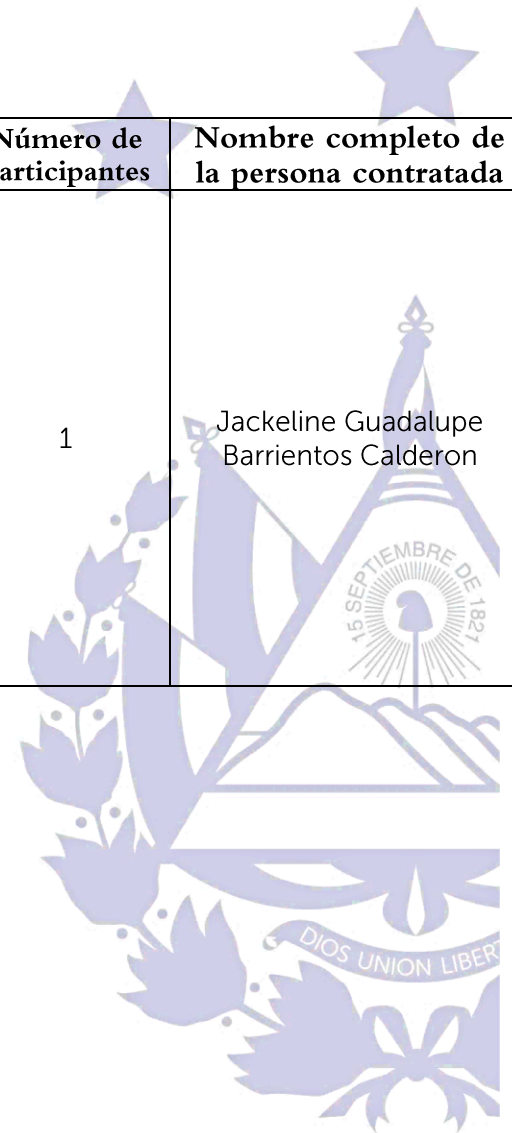 Número de
articipantes
Nombre completo de
la persona contratada
1
Jackeline Guadalupe
Barrientos Calderon
15 SEPTIEMBRE DE 1821
DIOS UNION LIBERT